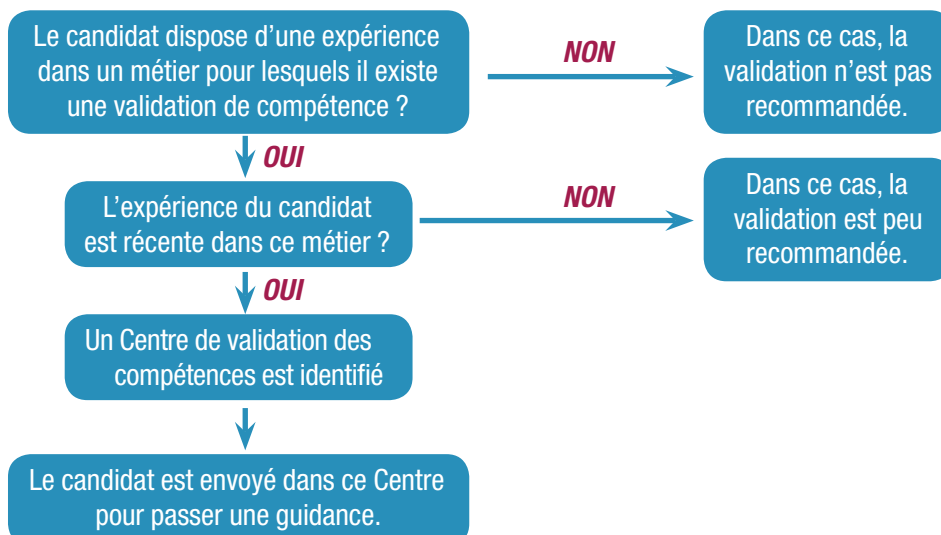 Le candidat dispose d'une expérience
dans un métier pour lesquels il existe
une validation de compétence ?
NON
Dans ce cas, la
validation n'est pas
recommandée.
OUI
L'expérience du candidat
est récente dans ce métier ?
NON
Dans ce cas, la
validation est peu
recommandée.
OUI
Un Centre de validation des
compétences est identifié
Le candidat est envoyé dans ce Centre
pour passer une guidance.